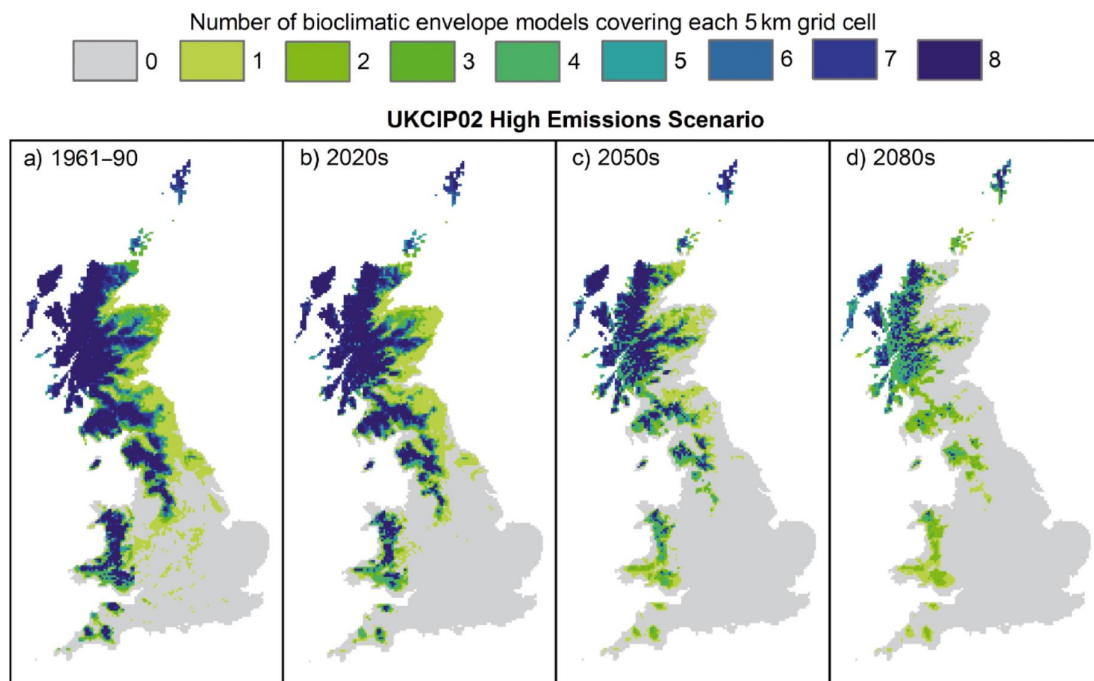 Number of bioclimatic envelope models covering each 5 km grid cell
0 1 2 3 4 5 6 7 8
UKCIP02 High Emissions Scenario
a) 1961–90 b) 2020s c) 2050s d) 2080s